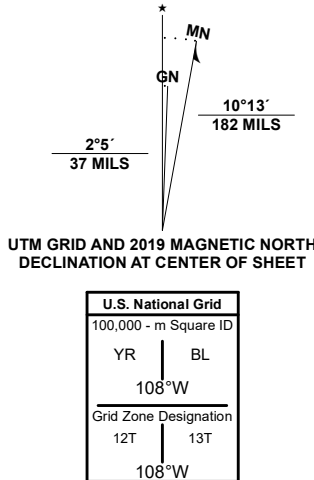 ★
MN
GN
10°13´
182 MILS
2°5´
37 MILS
UTM GRID AND 2019 MAGNETIC NORTH
DECLINATION AT CENTER OF SHEET
U.S. National Grid
100,000 - m Square ID
YR BL
108°W
Grid Zone Designation
12T 13T
108°W